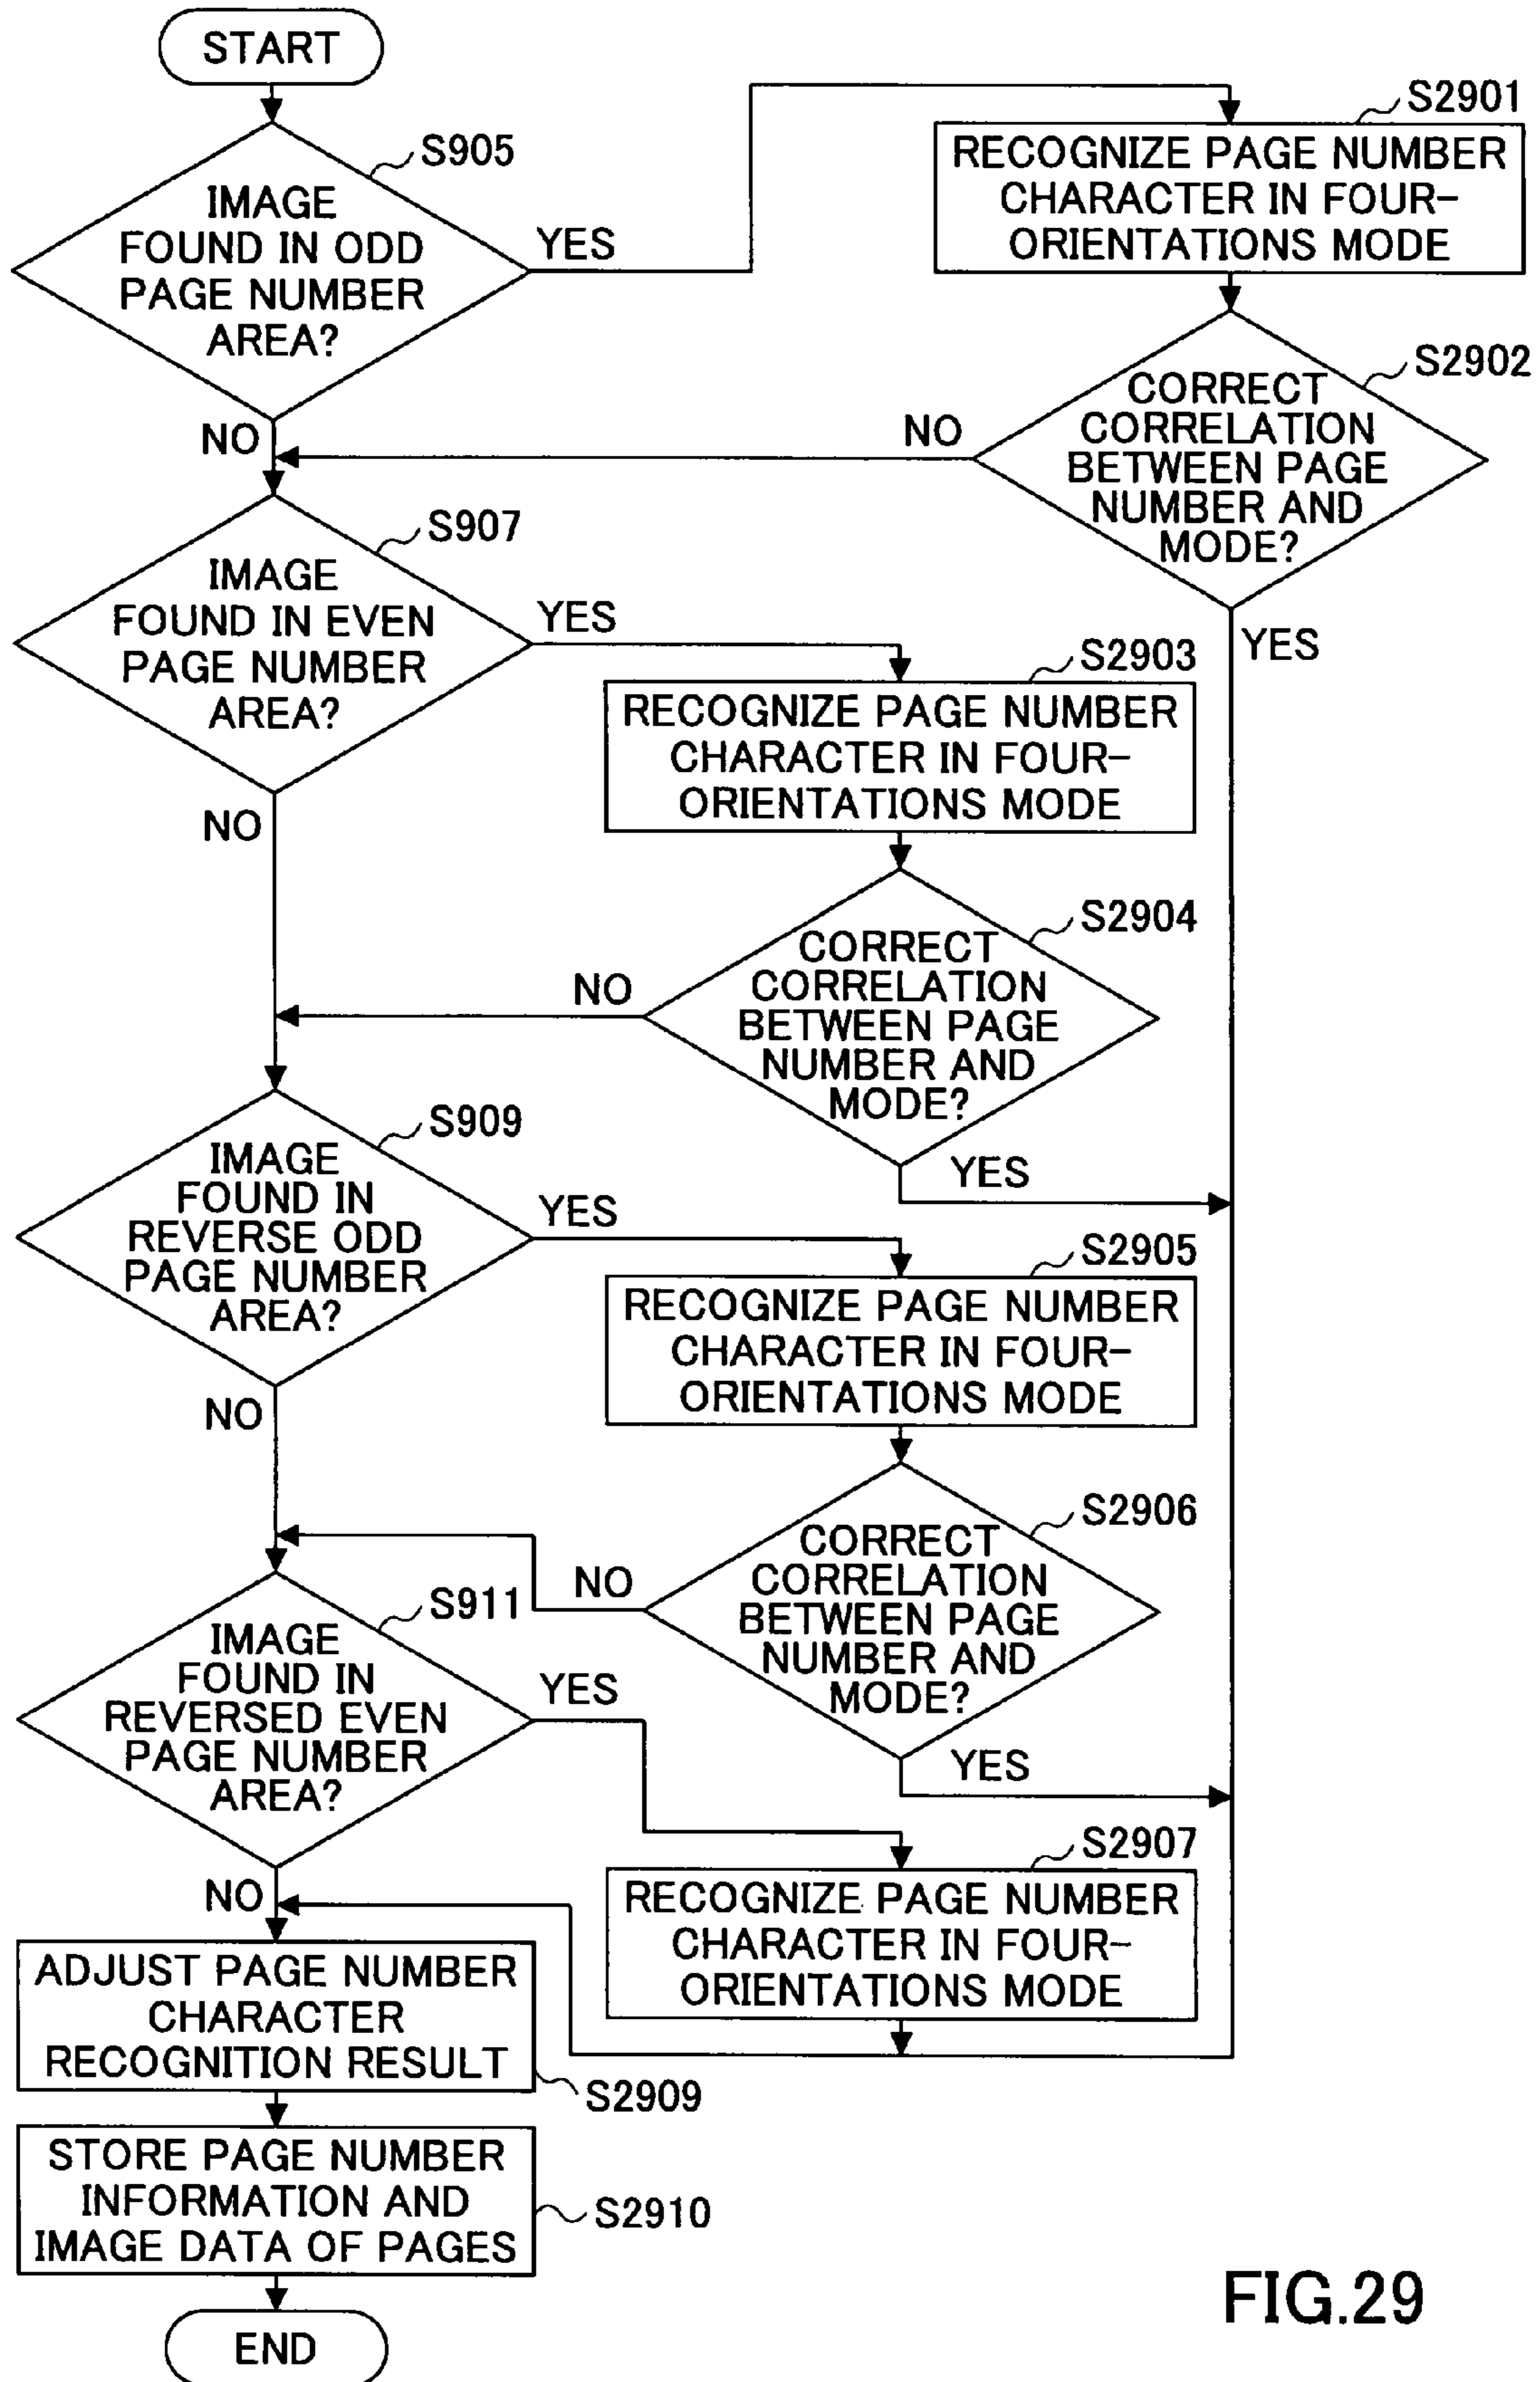 START
S905
IMAGE
FOUND IN ODD
PAGE NUMBER
AREA?
YES
NO
S2901
RECOGNIZE PAGE NUMBER
CHARACTER IN FOUR-
ORIENTATIONS MODE
S2902
CORRECT
CORRELATION
BETWEEN PAGE
NUMBER AND
MODE?
NO
YES
S907
IMAGE
FOUND IN EVEN
PAGE NUMBER
AREA?
YES
NO
S2903
RECOGNIZE PAGE NUMBER
CHARACTER IN FOUR-
ORIENTATIONS MODE
S2904
CORRECT
CORRELATION
BETWEEN PAGE
NUMBER AND
MODE?
NO
YES
S909
IMAGE
FOUND IN
REVERSE ODD
PAGE NUMBER
AREA?
YES
NO
S2905
RECOGNIZE PAGE NUMBER
CHARACTER IN FOUR-
ORIENTATIONS MODE
S2906
CORRECT
CORRELATION
BETWEEN PAGE
NUMBER AND
MODE?
NO
YES
S911
IMAGE
FOUND IN
REVERSED EVEN
PAGE NUMBER
AREA?
YES
NO
S2907
RECOGNIZE PAGE NUMBER
CHARACTER IN FOUR-
ORIENTATIONS MODE
ADJUST PAGE NUMBER
CHARACTER
RECOGNITION RESULT
S2909
STORE PAGE NUMBER
INFORMATION AND
IMAGE DATA OF PAGES
S2910
END
FIG.29